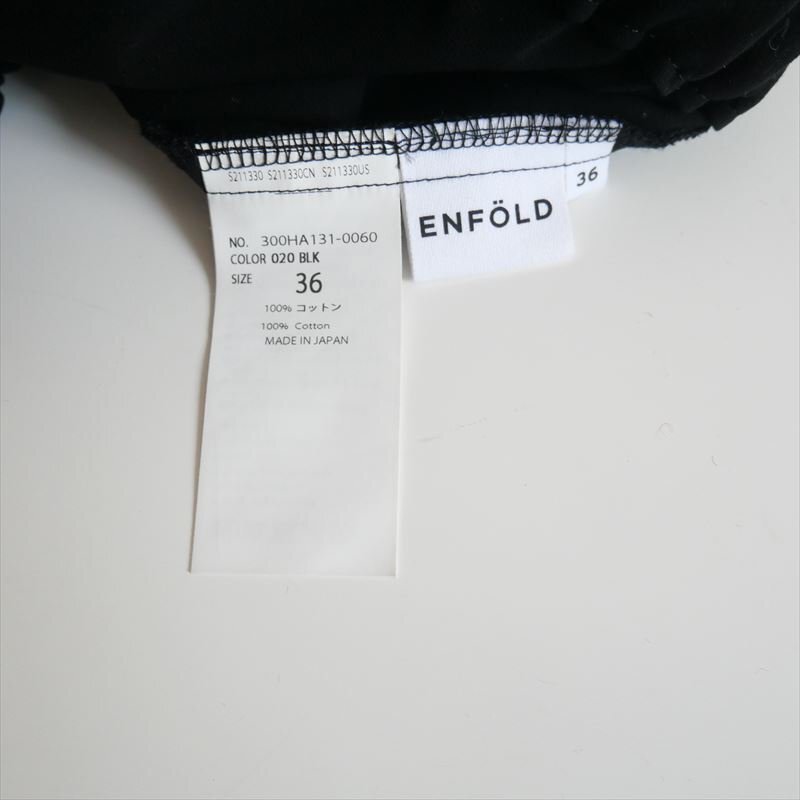 S211330 S211330CN S211330US
NO. 300HA131-0060
COLOR 020 BLK
SIZE 36
100% コットン
100% Cotton
MADE IN JAPAN
ENFÖLD
36